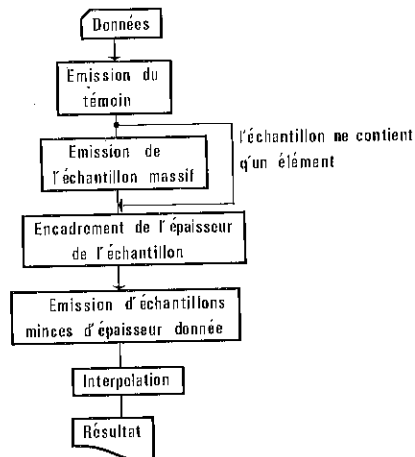 Données
Emission du
témoin
l'échantillon ne contient
q'un élément
Emission de
l'échantillon massif
Encadrement de l'épaisseur
de l'échantillon
Emission d'échantillons
minces d'épaisseur donnée
Interpolation
Résultat